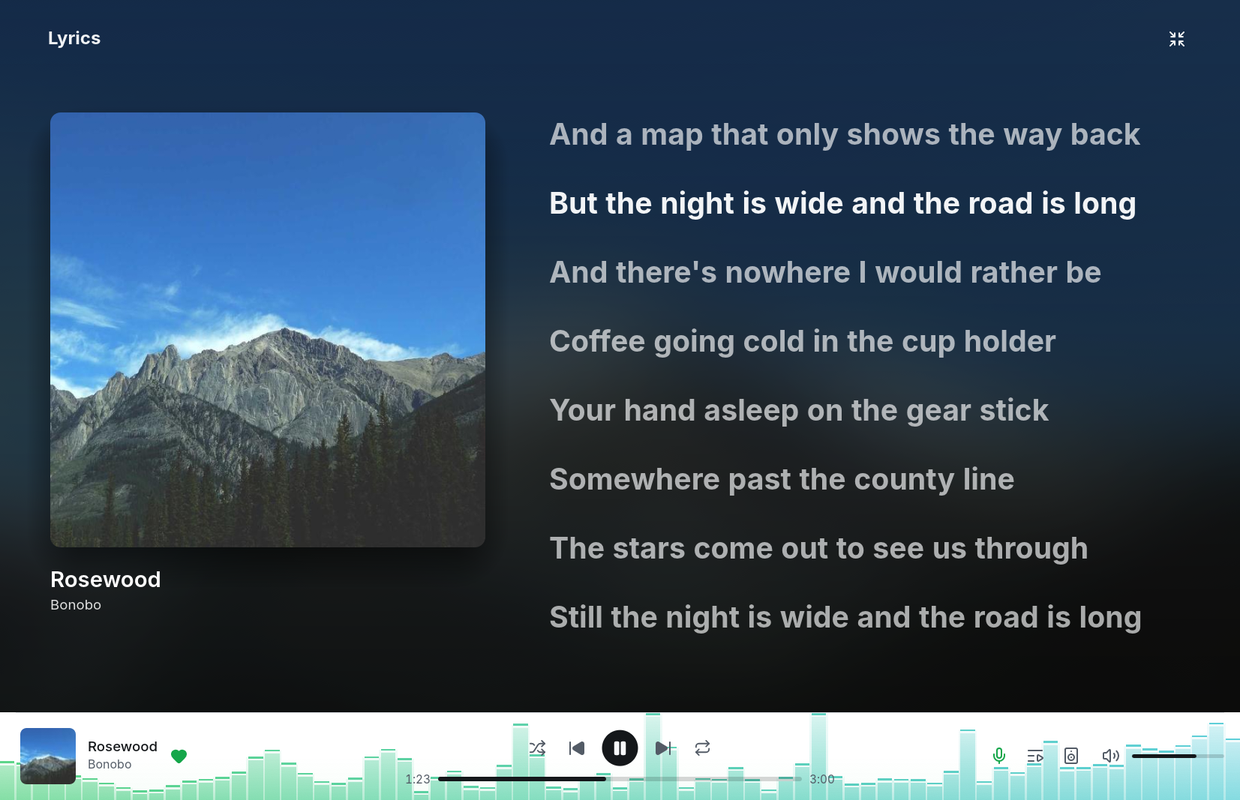 Lyrics
And a map that only shows the way back
But the night is wide and the road is long
And there's nowhere I would rather be
Coffee going cold in the cup holder
Your hand asleep on the gear stick
Somewhere past the county line
The stars come out to see us through
Still the night is wide and the road is long
Rosewood
Bonobo
Rosewood
Bonobo
1:23
3:00